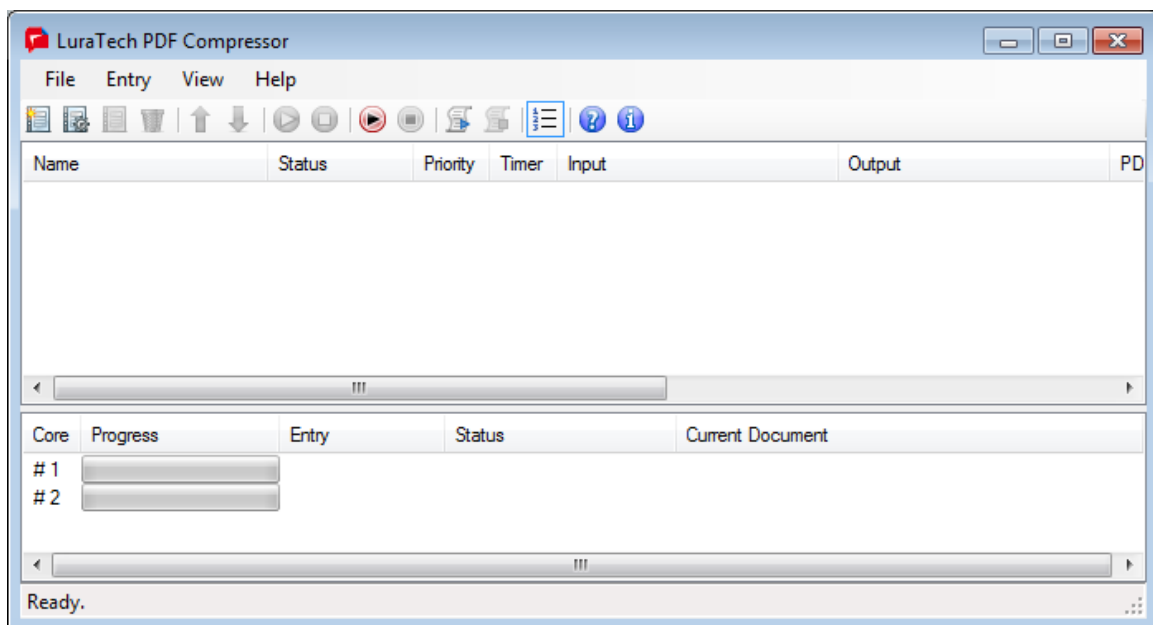 LuraTech PDF Compressor
File Entry View Help
Name Status Priority Timer Input Output PD
Core Progress Entry Status Current Document
# 1
# 2
Ready.